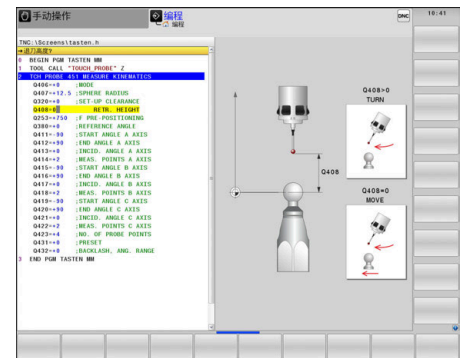 手动操作
编程
编程
DNC
10:41
TNC:\Screens\tasten.h
→退刀高度?
0 BEGIN PGM TASTEN MM
1 TOOL CALL "TOUCH_PROBE" Z
2 TCH PROBE 451 MEASURE KINEMATICS
Q406=+0 ;MODE
Q407=+12.5 ;SPHERE RADIUS
Q320=+0 ;SET-UP CLEARANCE
Q408=0 RETR. HEIGHT
Q253=+750 ;F PRE-POSITIONING
Q380=+0 ;REFERENCE ANGLE
Q411=-90 ;START ANGLE A AXIS
Q412=+90 ;END ANGLE A AXIS
Q413=+0 ;INCID. ANGLE A AXIS
Q414=+2 ;MEAS. POINTS A AXIS
Q415=-90 ;START ANGLE B AXIS
Q416=+90 ;END ANGLE B AXIS
Q417=+0 ;INCID. ANGLE B AXIS
Q418=+2 ;MEAS. POINTS B AXIS
Q419=-90 ;START ANGLE C AXIS
Q420=+90 ;END ANGLE C AXIS
Q421=+0 ;INCID. ANGLE C AXIS
Q422=+2 ;MEAS. POINTS C AXIS
Q423=+4 ;NO. OF PROBE POINTS
Q431=+0 ;PRESET
Q432=+0 ;BACKLASH, ANG. RANGE
3 END PGM TASTEN MM
Q408
Q408>0
TURN
Q408=0
MOVE